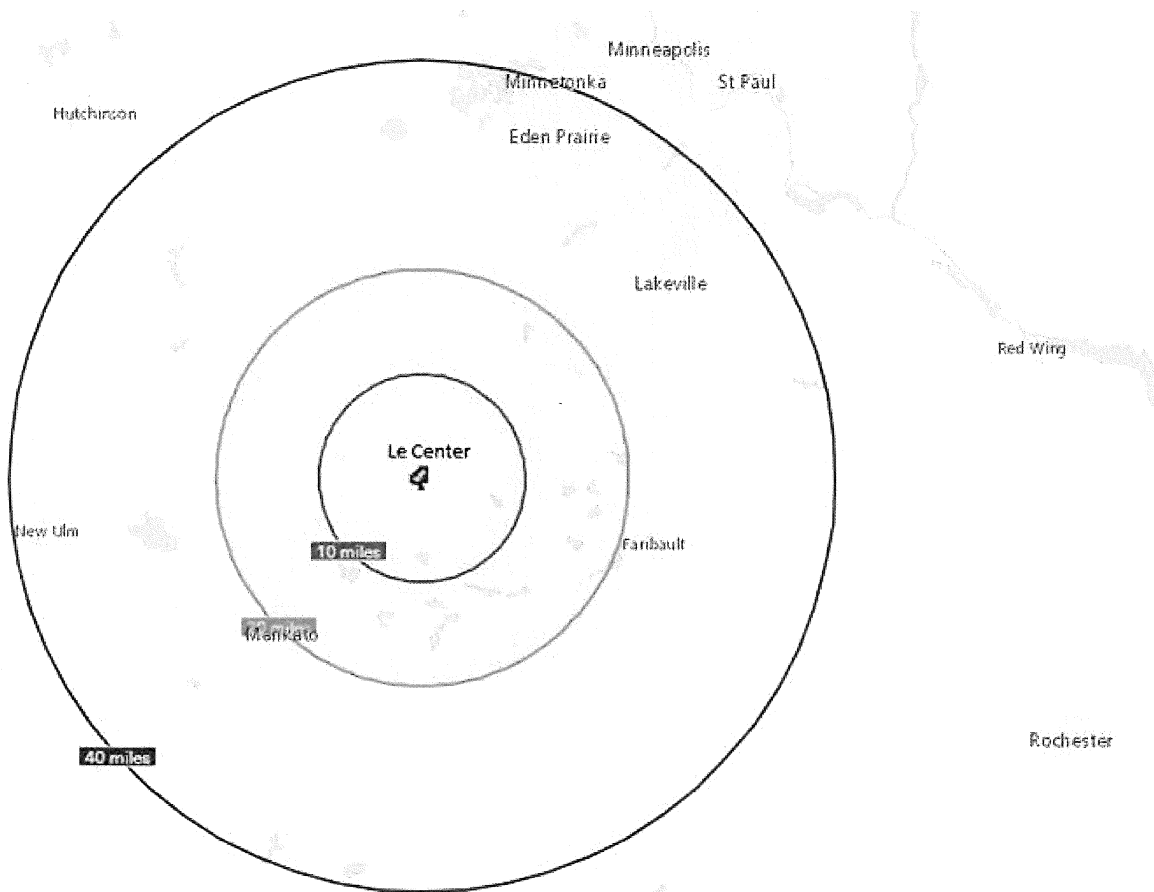 Minneapolis
Minnetonka
St Paul
Hutchinson
Eden Prairie
Lakeville
Red Wing
Le Center
New Ulm
Faribault
10 miles
Mankato
Rochester
40 miles